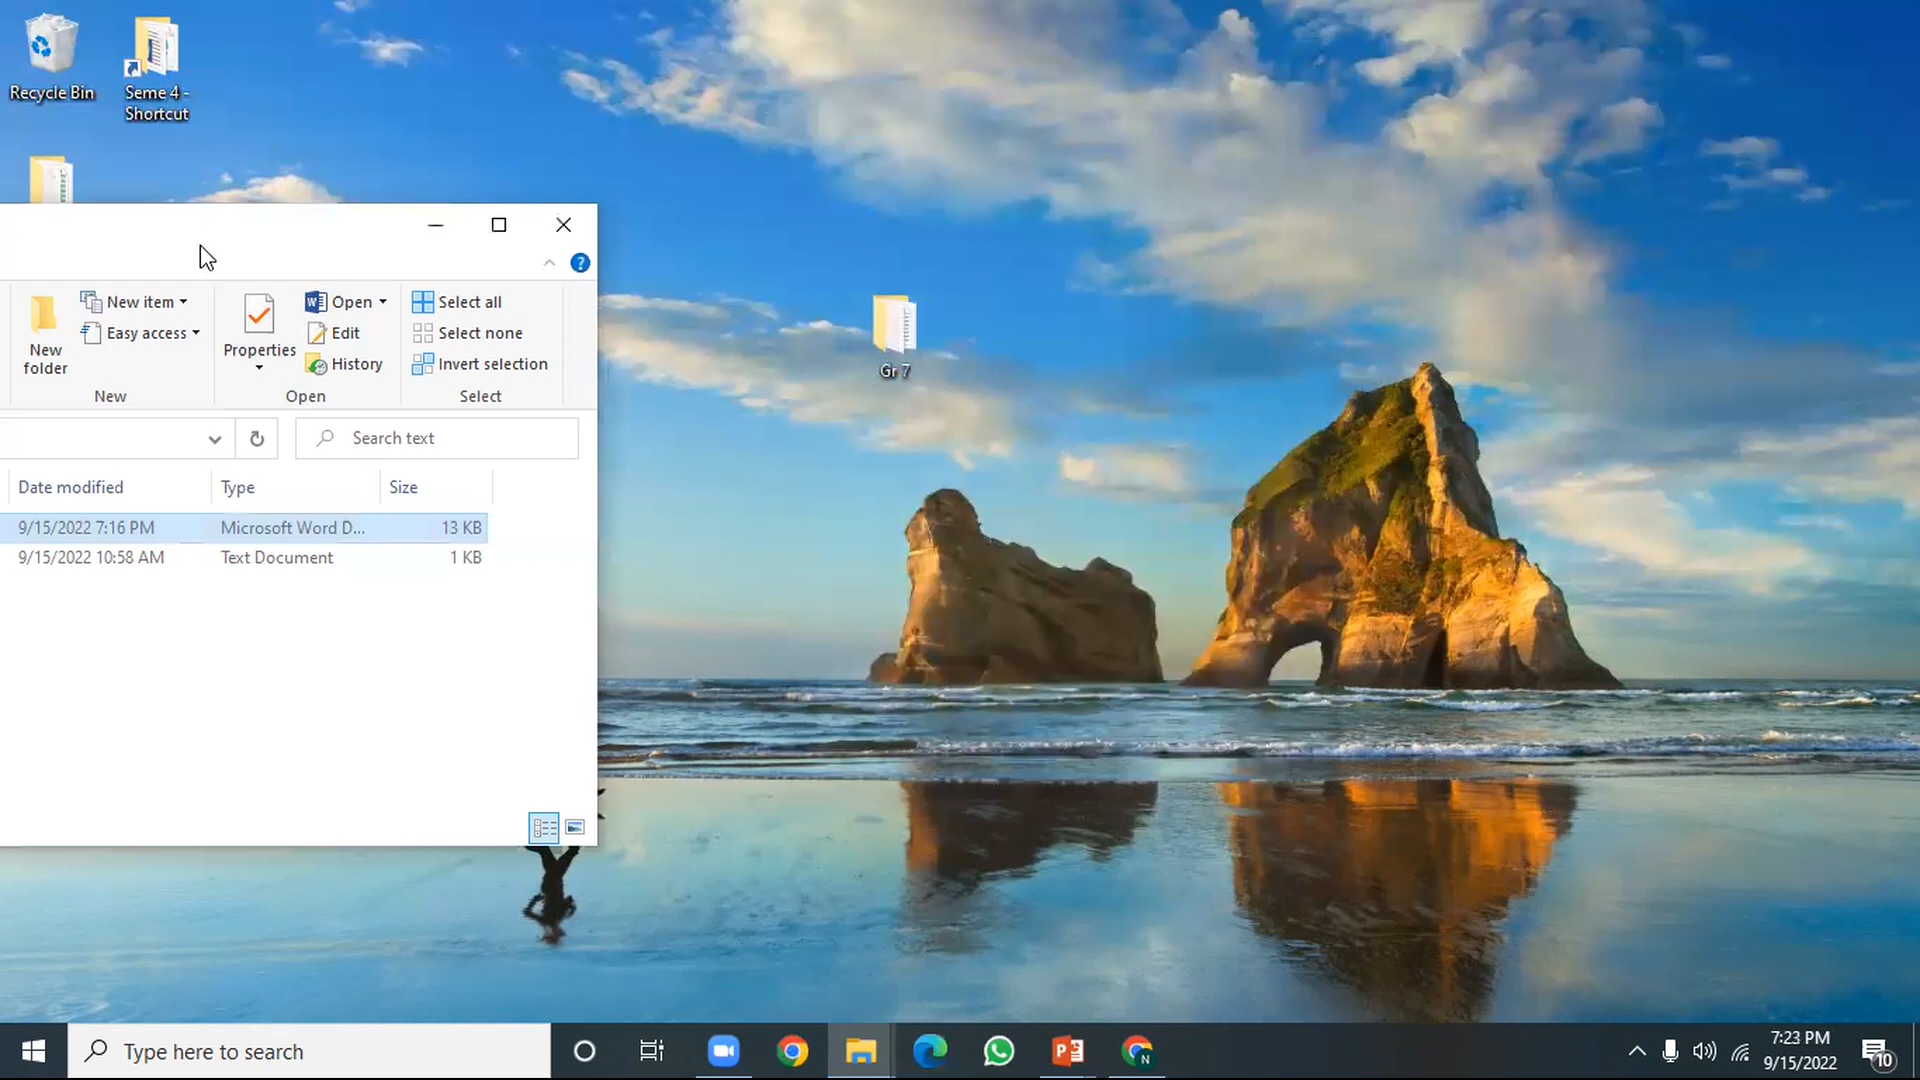 Recycle Bin
Seme 4 -
Shortcut
New item
Easy access
New
folder
New
Properties
Open
Edit
History
Open
Select all
Select none
Invert selection
Select
Search text
Date modified
Type
Size
9/15/2022 7:16 PM
Microsoft Word D...
13 KB
9/15/2022 10:58 AM
Text Document
1 KB
Gr 7
Type here to search
N
7:23 PM
9/15/2022
10